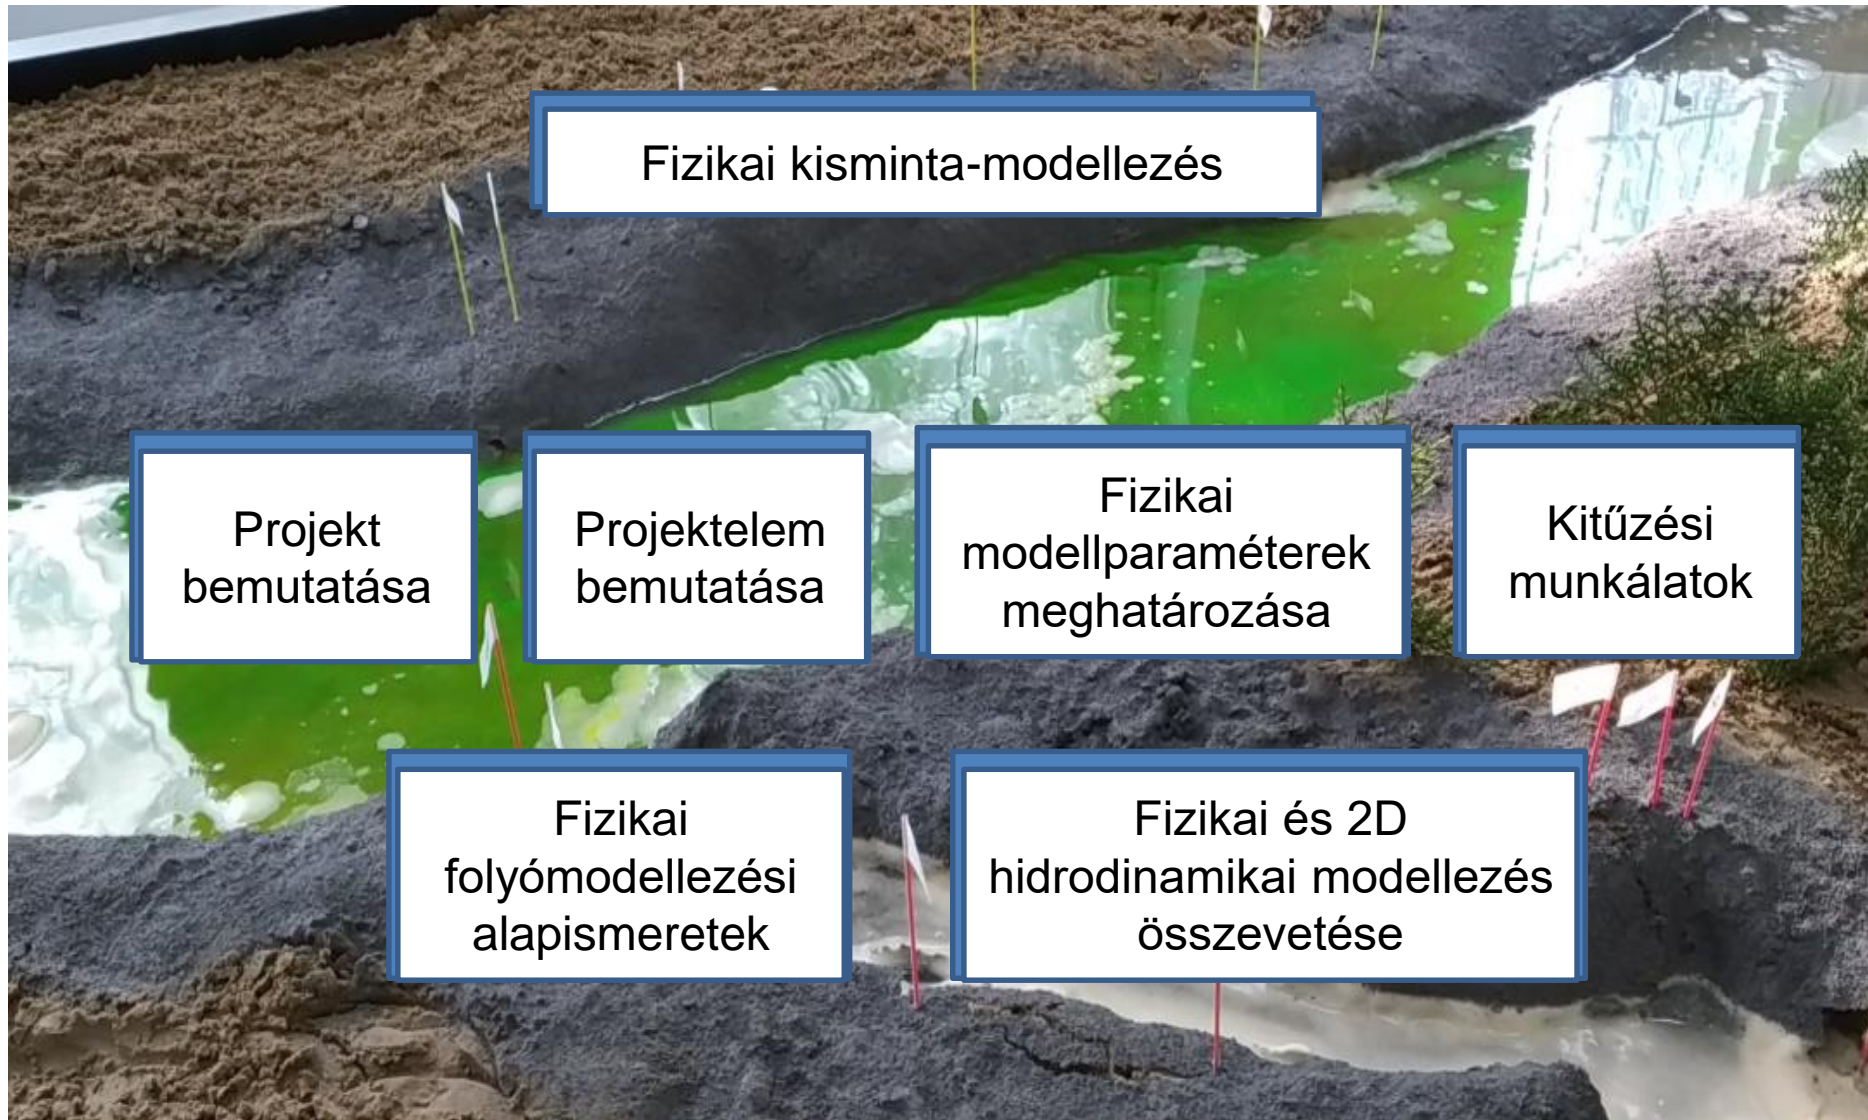 Fizikai kisminta-modellezés
Projekt
bemutatása
Projektelem
bemutatása
Fizikai
modellparaméterek
meghatározása
Kitűzési
munkálatok
Fizikai
folyómodellezési
alapismeretek
Fizikai és 2D
hidrodinamikai modellezés
összevetése